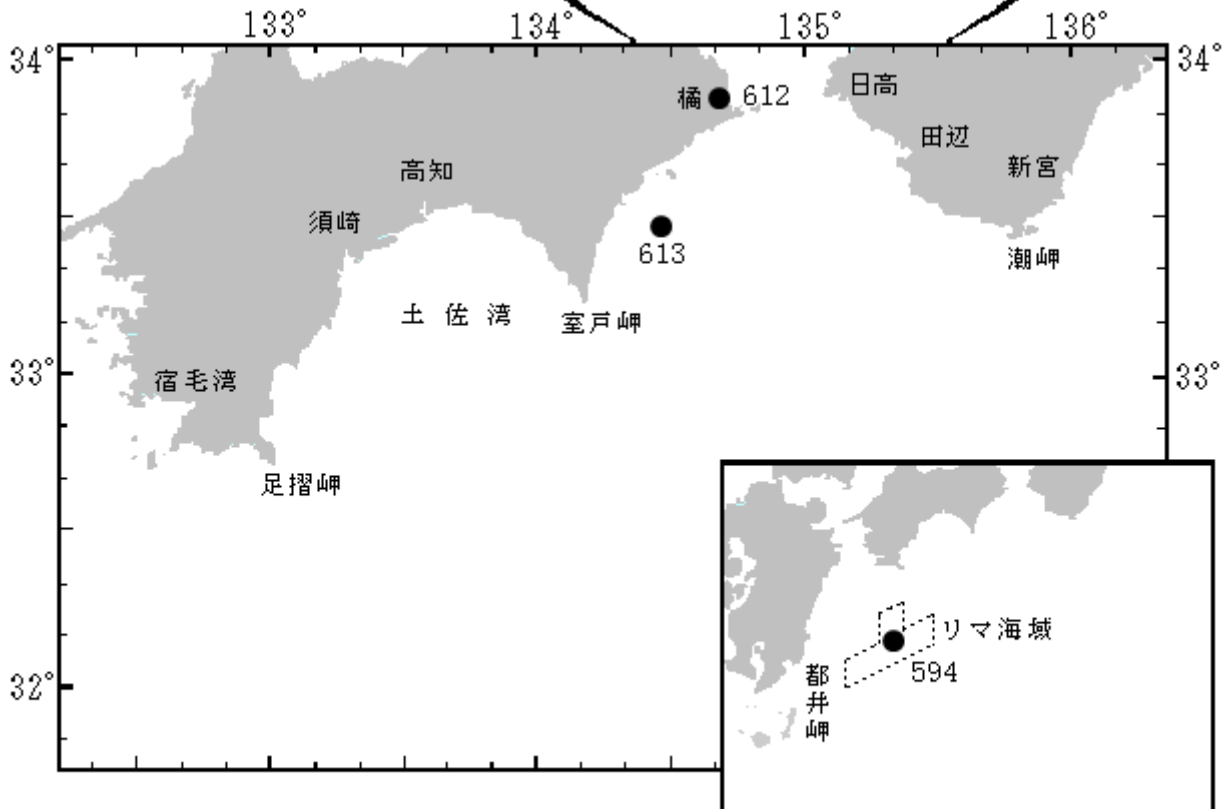 133°
134°
135°
136°
34°
34°
日高
橘
612
田辺
高知
新宮
須崎
613
潮岬
土佐湾
室戸岬
33°
33°
宿毛湾
足摺岬
リマ海域
594
都井岬
32°